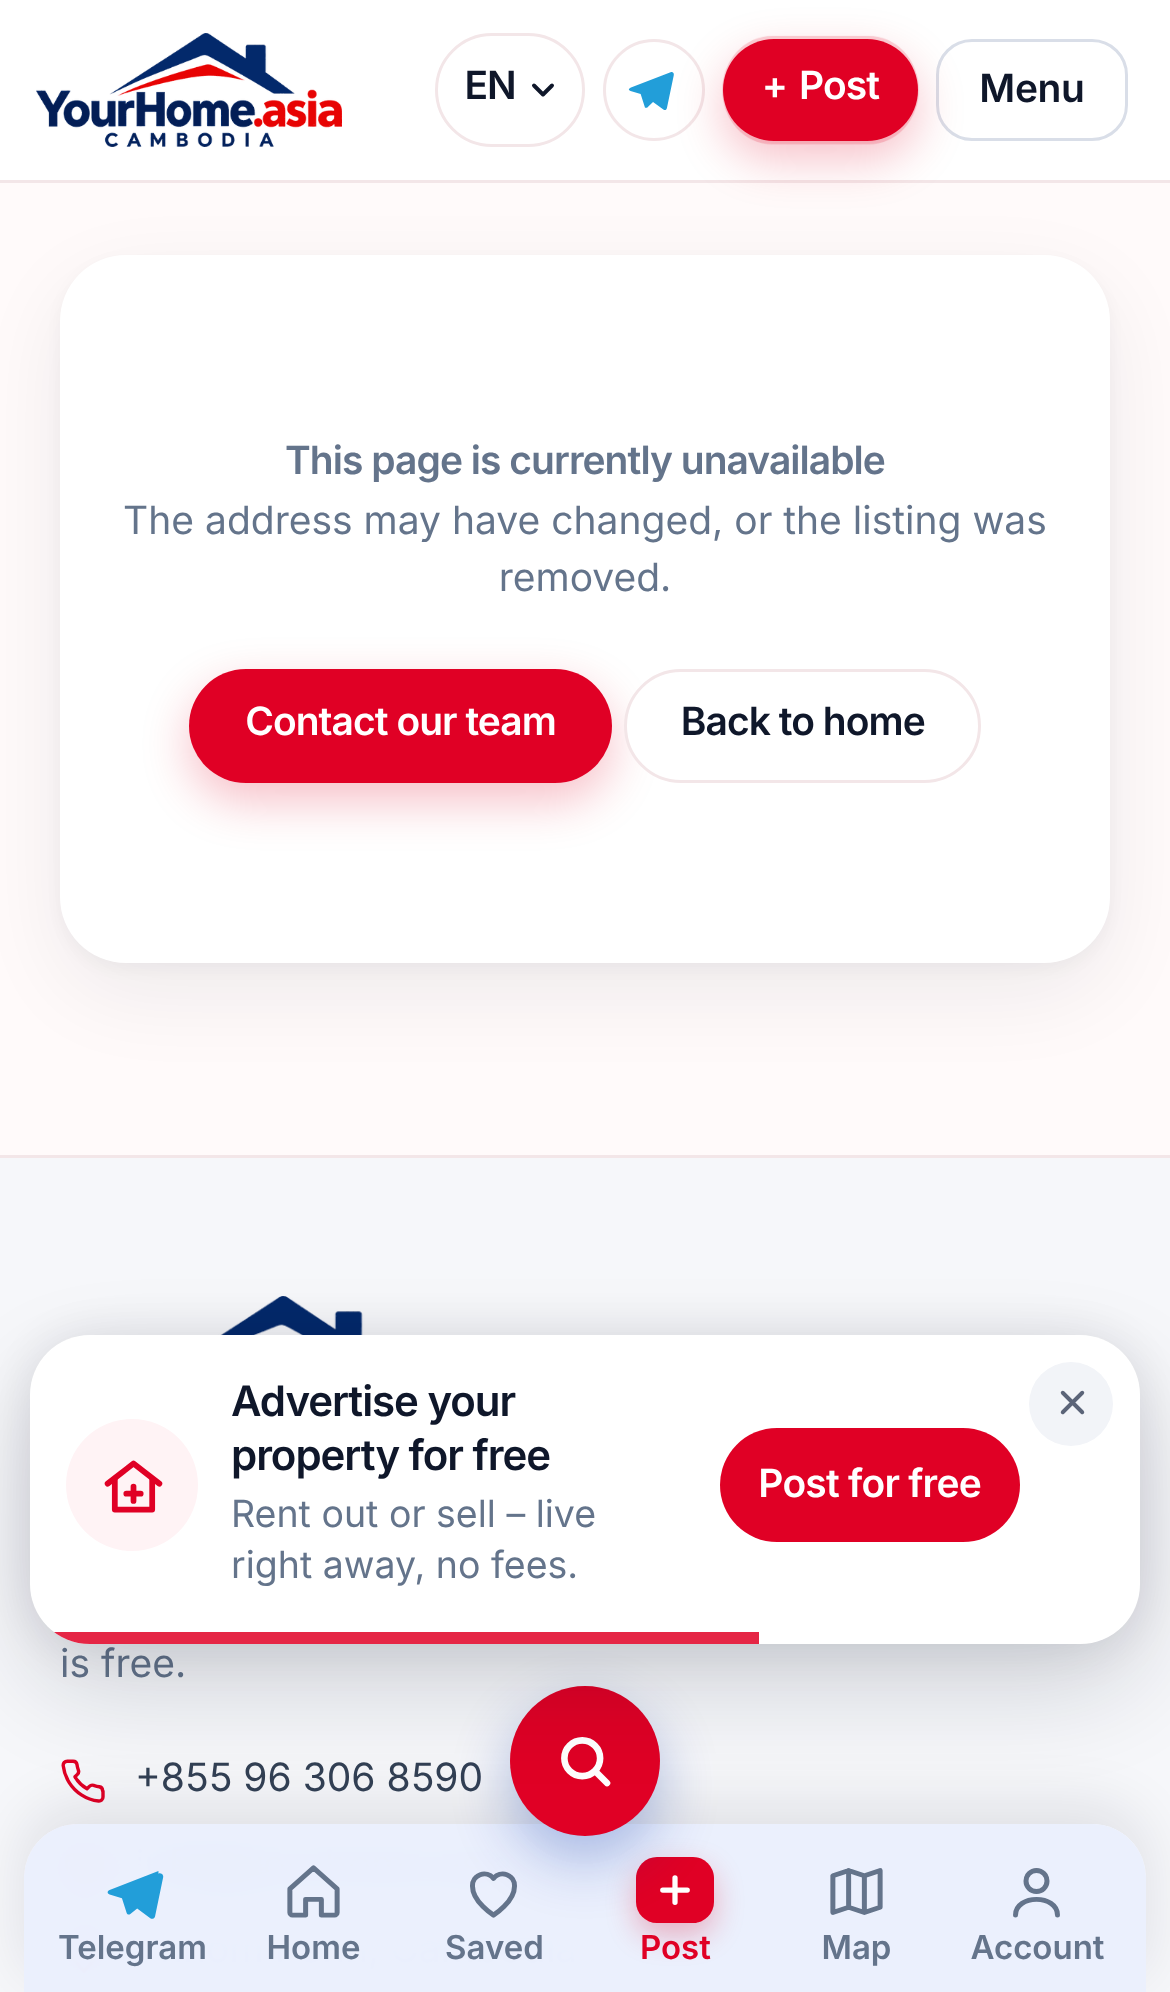 YourHome.asia
CAMBODIA
EN
+ Post
Menu
This page is currently unavailable
The address may have changed, or the listing was
removed.
Contact our team
Back to home
Advertise your
property for free
Rent out or sell – live
right away, no fees.
Post for free
is free.
+855 96 306 8590
Telegram
Home
Saved
Post
Map
Account